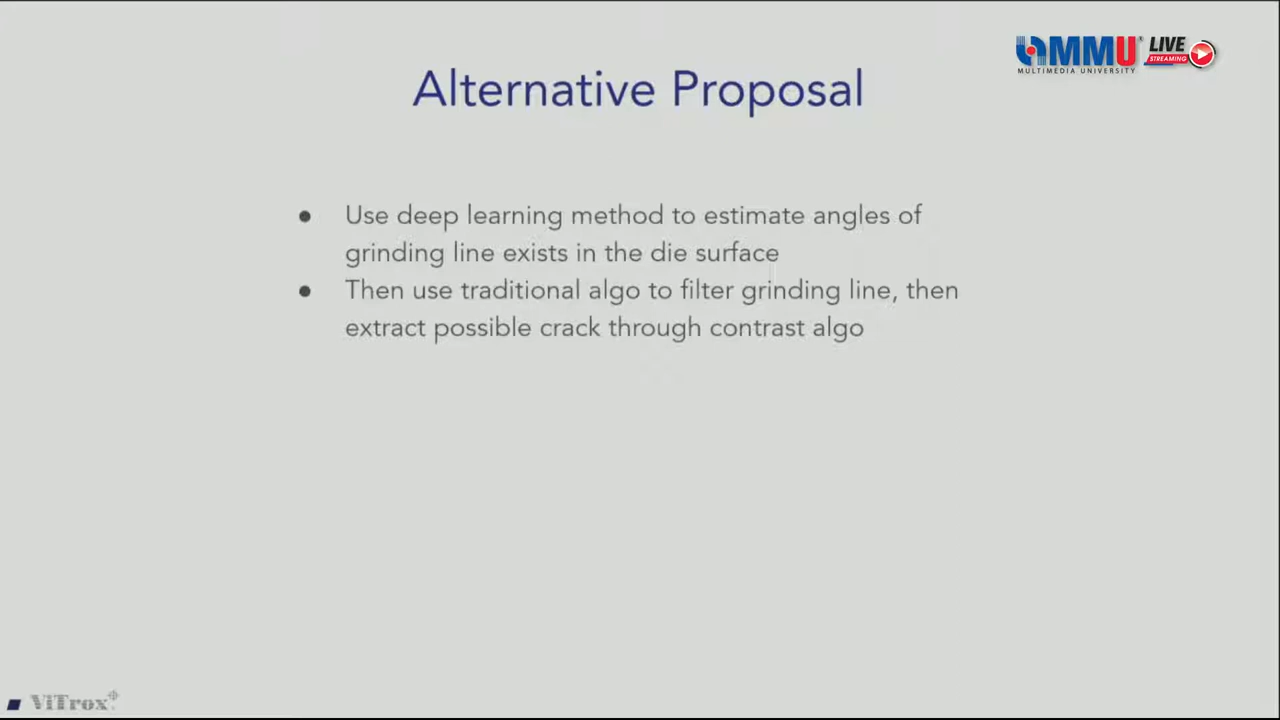 MMU
MULTIMEDIA UNIVERSITY
LIVE
STREAMING
Alternative Proposal
● Use deep learning method to estimate angles of
grinding line exists in the die surface
● Then use traditional algo to filter grinding line, then
extract possible crack through contrast algo
ViTrox